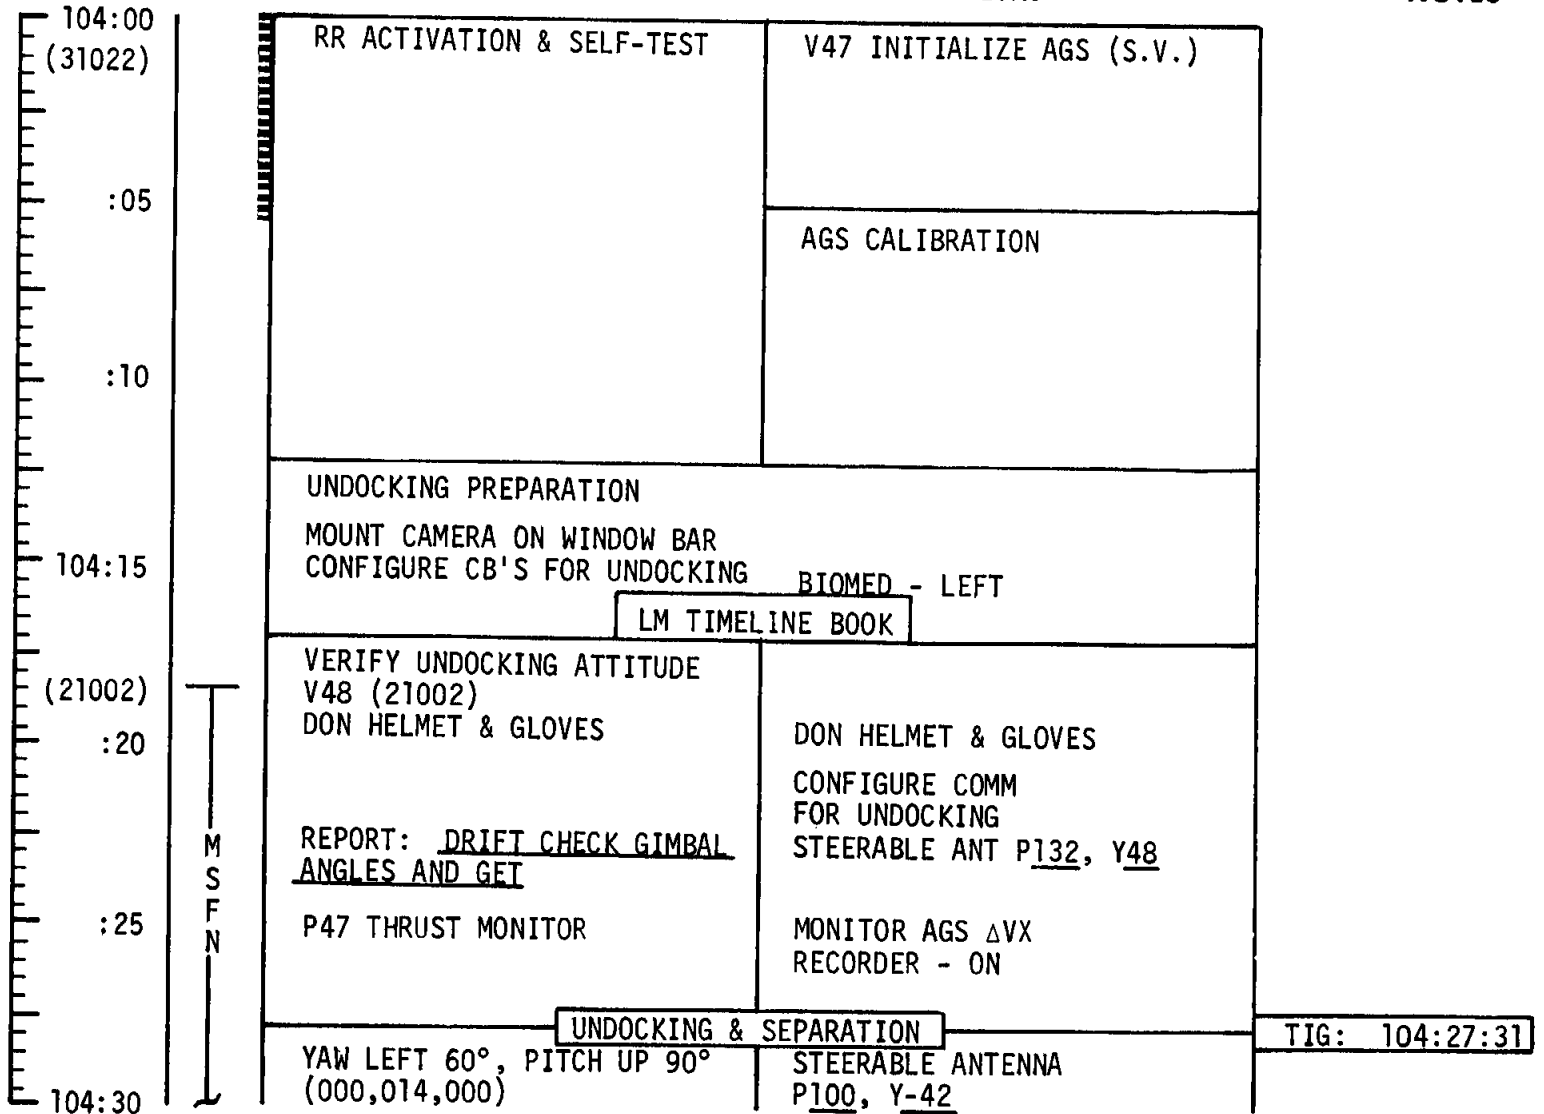 104:00
(31022)
:05
:10
104:15
(21002)
:20
:25
104:30
MSFN
RR ACTIVATION & SELF-TEST
V47 INITIALIZE AGS (S.V.)
AGS CALIBRATION
UNDOCKING PREPARATION
MOUNT CAMERA ON WINDOW BAR
CONFIGURE CB'S FOR UNDOCKING
BIOMED - LEFT
LM TIMELINE BOOK
VERIFY UNDOCKING ATTITUDE
V48 (21002)
DON HELMET & GLOVES
REPORT: DRIFT CHECK GIMBAL
ANGLES AND GET
P47 THRUST MONITOR
DON HELMET & GLOVES
CONFIGURE COMM
FOR UNDOCKING
STEERABLE ANT P132, Y48
MONITOR AGS ΔVX
RECORDER - ON
UNDOCKING & SEPARATION
TIG: 104:27:31
YAW LEFT 60°, PITCH UP 90°
(000,014,000)
STEERABLE ANTENNA
P100, Y-42